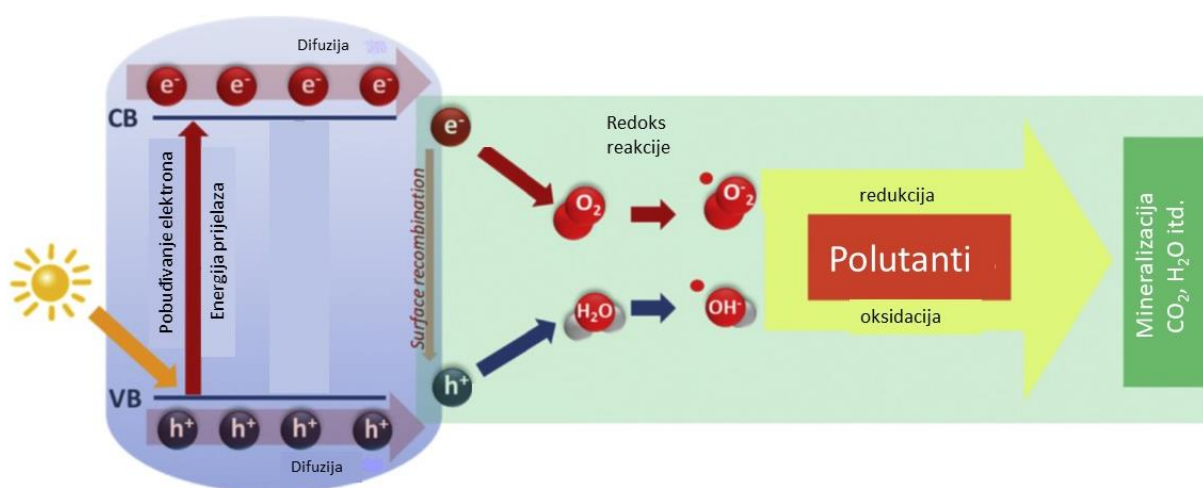 Difuzija
e⁻ e⁻ e⁻ e⁻
CB
Pobuđivanje elektrona
Energija prijelaza
VB
h⁺ h⁺ h⁺ h⁺
Difuzija
e⁻
Surface recombination
h⁺
Redoks
reakcije
O₂
O⁻₂
H₂O
OH⁻
redukcija
Polutanti
oksidacija
Mineralizacija
CO₂, H₂O itd.